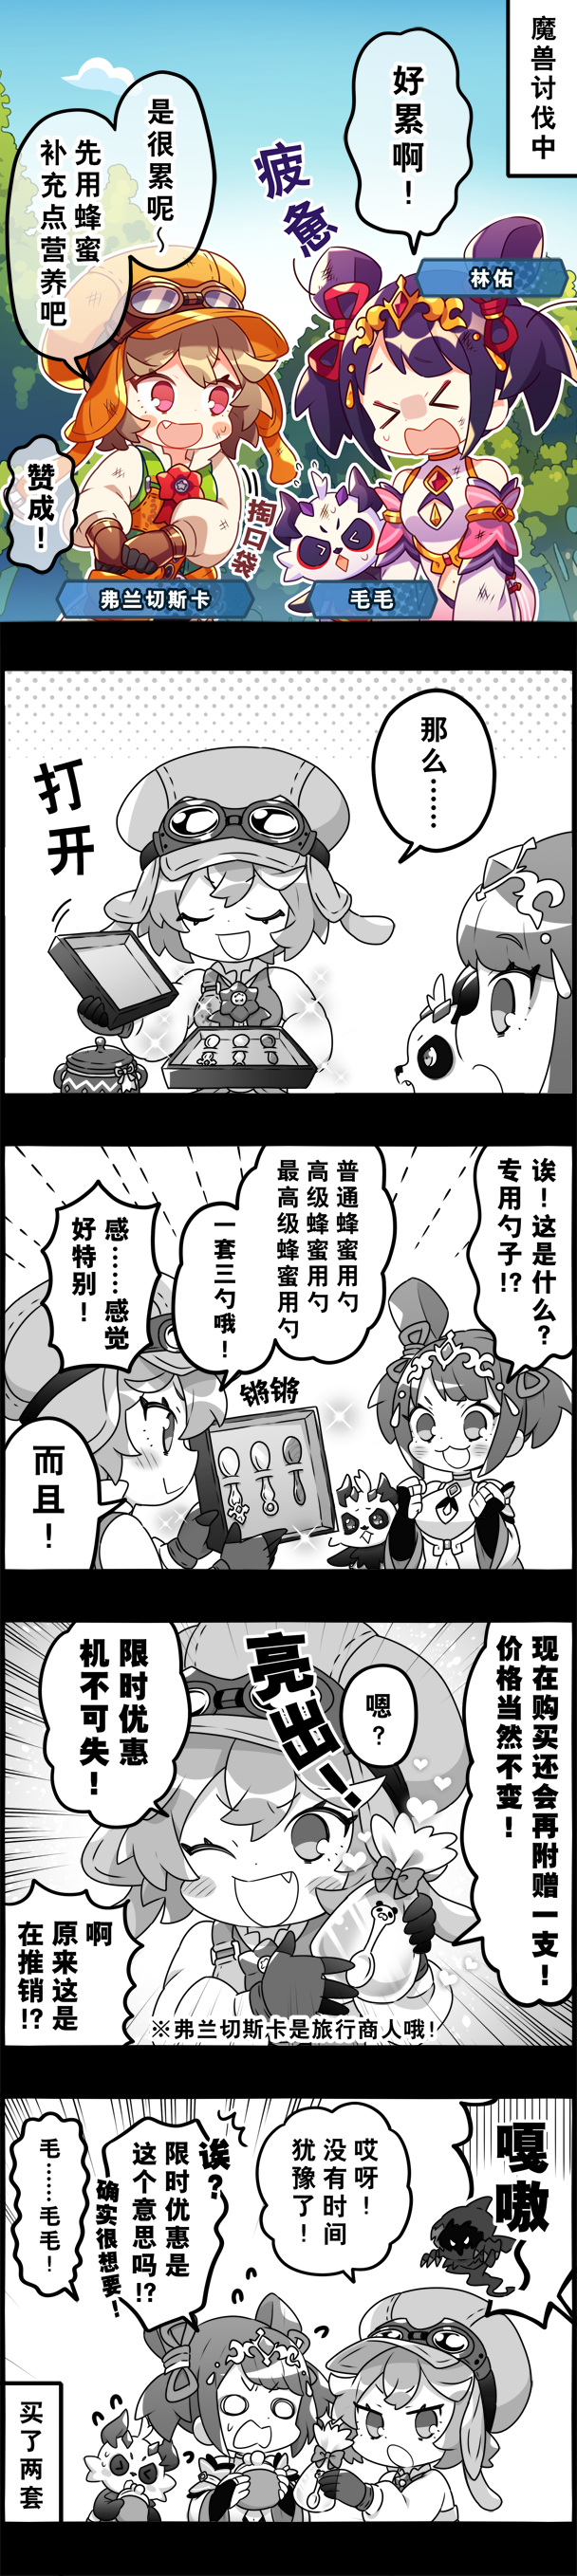 魔兽讨伐中
好累啊！
疲惫
林佑
是很累呢～
先用蜂蜜
补充点营养吧
赞成！
掏口袋
弗兰切斯卡
毛毛
那么……
打开
诶！这是什么？
专用勺子!?
普通蜂蜜用勺
高级蜂蜜用勺
最高级蜂蜜用勺
一套三勺哦！
感……感觉
好特别！
锵锵
而且！
现在购买还会再附赠一支！
价格当然不变！
嗯？
亮出！
限时优惠
机不可失！
啊
原来这是
在推销!?
※弗兰切斯卡是旅行商人哦！
嘎嗷～
哎呀！
没有时间
犹豫了！
诶？
限时优惠是
这个意思吗!?
确实很想要！
毛……毛毛！
买了两套